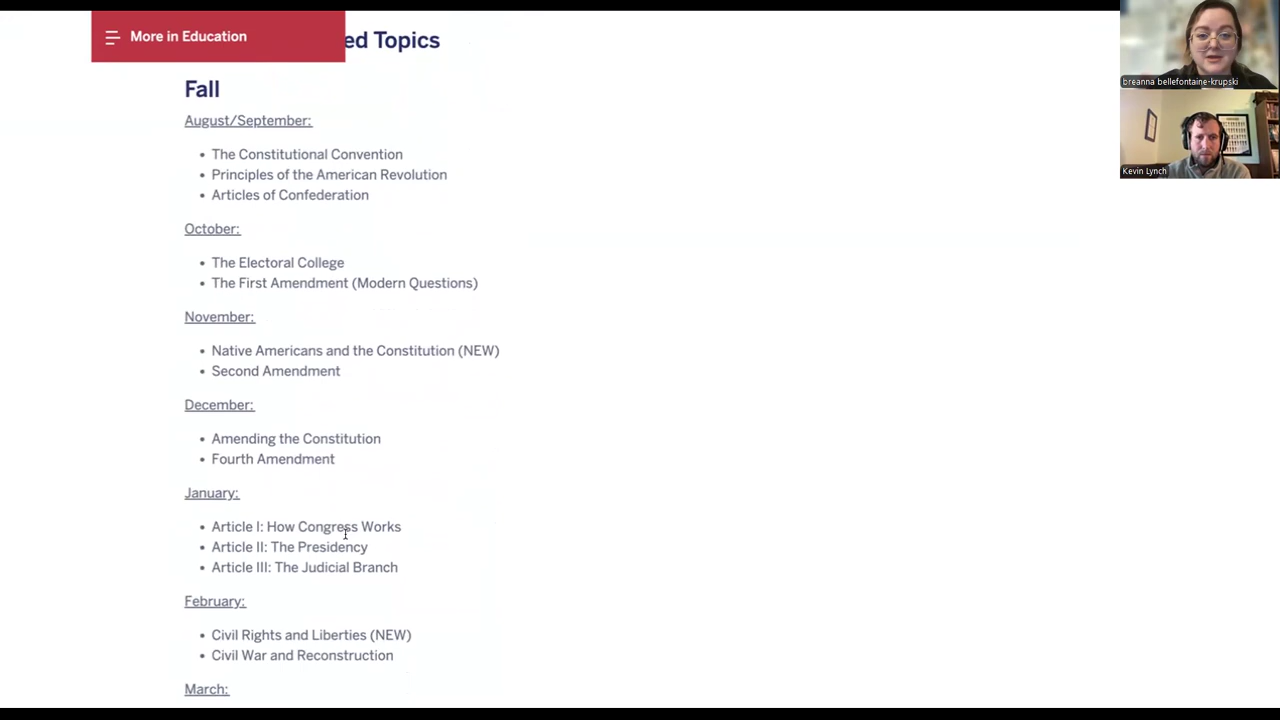 More in Education
ed Topics
Fall
August/September:
• The Constitutional Convention
• Principles of the American Revolution
• Articles of Confederation
October:
• The Electoral College
• The First Amendment (Modern Questions)
November:
• Native Americans and the Constitution (NEW)
• Second Amendment
December:
• Amending the Constitution
• Fourth Amendment
January:
• Article I: How Congress Works
• Article II: The Presidency
• Article III: The Judicial Branch
February:
• Civil Rights and Liberties (NEW)
• Civil War and Reconstruction
March:
breanna bellefontaine-krupski
Kevin Lynch